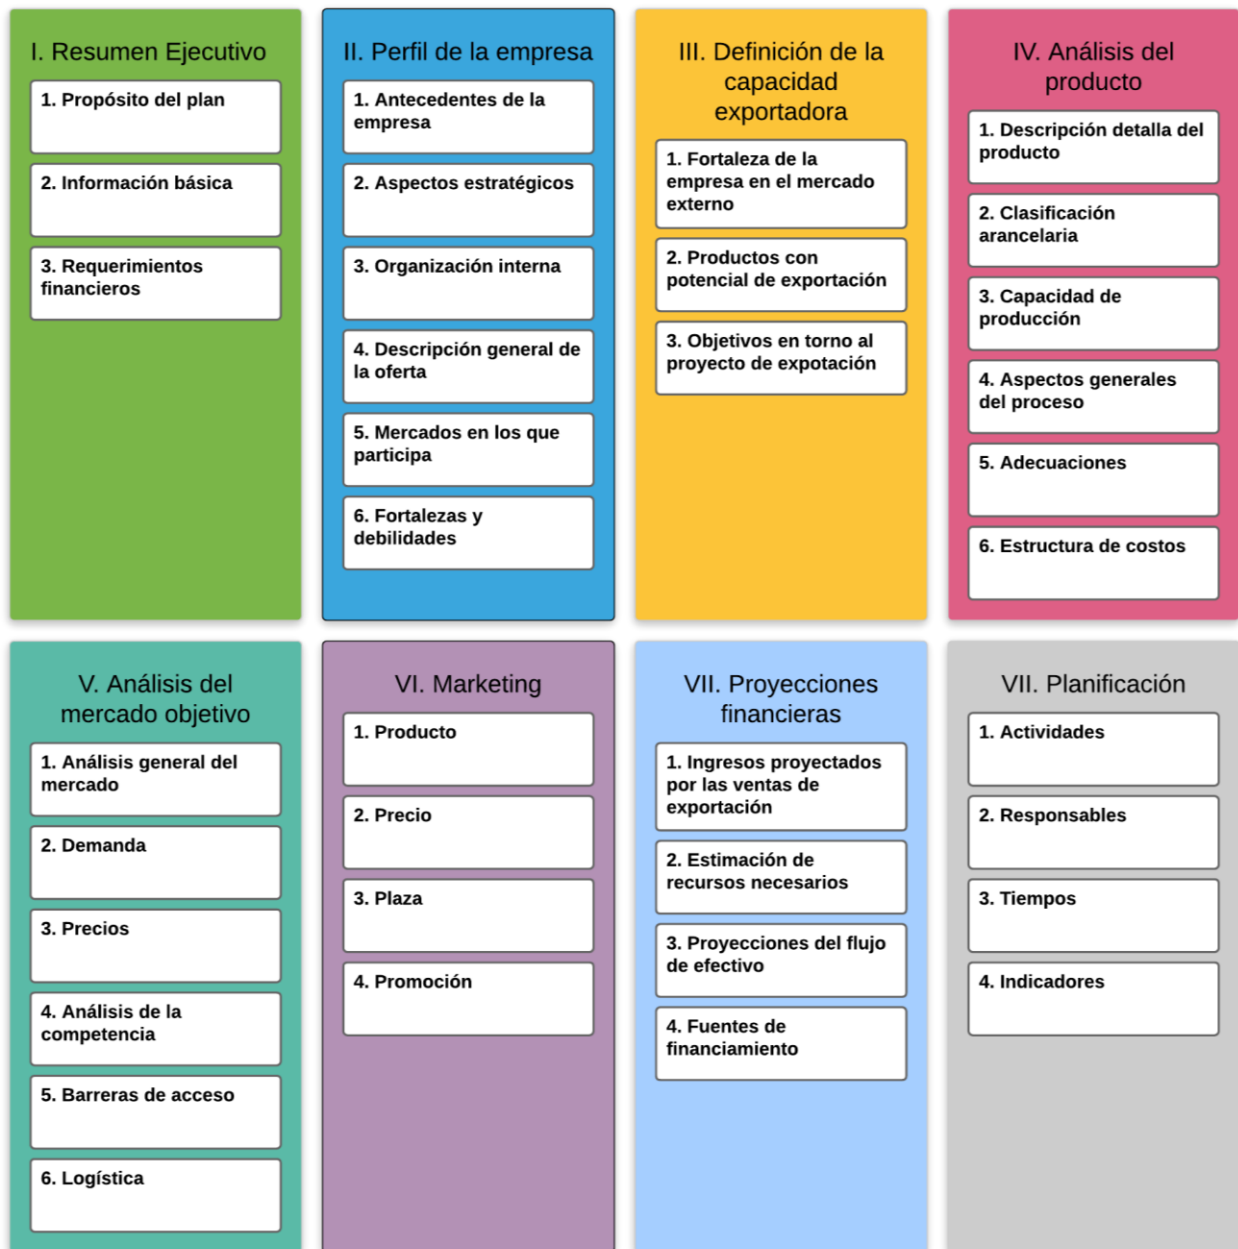 I. Resumen Ejecutivo
1. Propósito del plan
2. Información básica
3. Requerimientos
financieros
II. Perfil de la empresa
1. Antecedentes de la
empresa
2. Aspectos estratégicos
3. Organización interna
4. Descripción general de
la oferta
5. Mercados en los que
participa
6. Fortalezas y
debilidades
III. Definición de la
capacidad
exportadora
1. Fortaleza de la
empresa en el mercado
externo
2. Productos con
potencial de exportación
3. Objetivos en torno al
proyecto de expotación
IV. Análisis del
producto
1. Descripción detalla del
producto
2. Clasificación
arancelaria
3. Capacidad de
producción
4. Aspectos generales
del proceso
5. Adecuaciones
6. Estructura de costos
V. Análisis del
mercado objetivo
1. Análisis general del
mercado
2. Demanda
3. Precios
4. Análisis de la
competencia
5. Barreras de acceso
6. Logística
VI. Marketing
1. Producto
2. Precio
3. Plaza
4. Promoción
VII. Proyecciones
financieras
1. Ingresos proyectados
por las ventas de
exportación
2. Estimación de
recursos necesarios
3. Proyecciones del flujo
de efectivo
4. Fuentes de
financiamiento
VII. Planificación
1. Actividades
2. Responsables
3. Tiempos
4. Indicadores